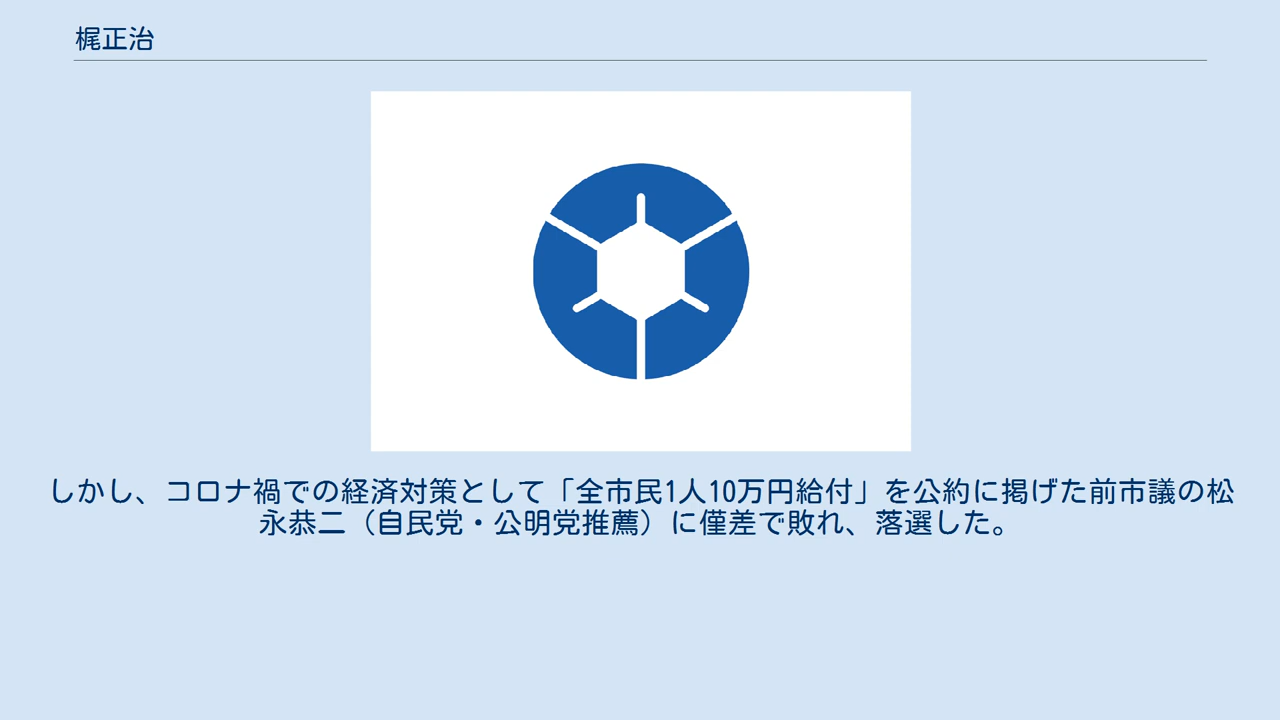 梶正治
しかし、コロナ禍での経済対策として「全市民1人10万円給付」を公約に掲げた前市議の松
永恭二（自民党・公明党推薦）に僅差で敗れ、落選した。